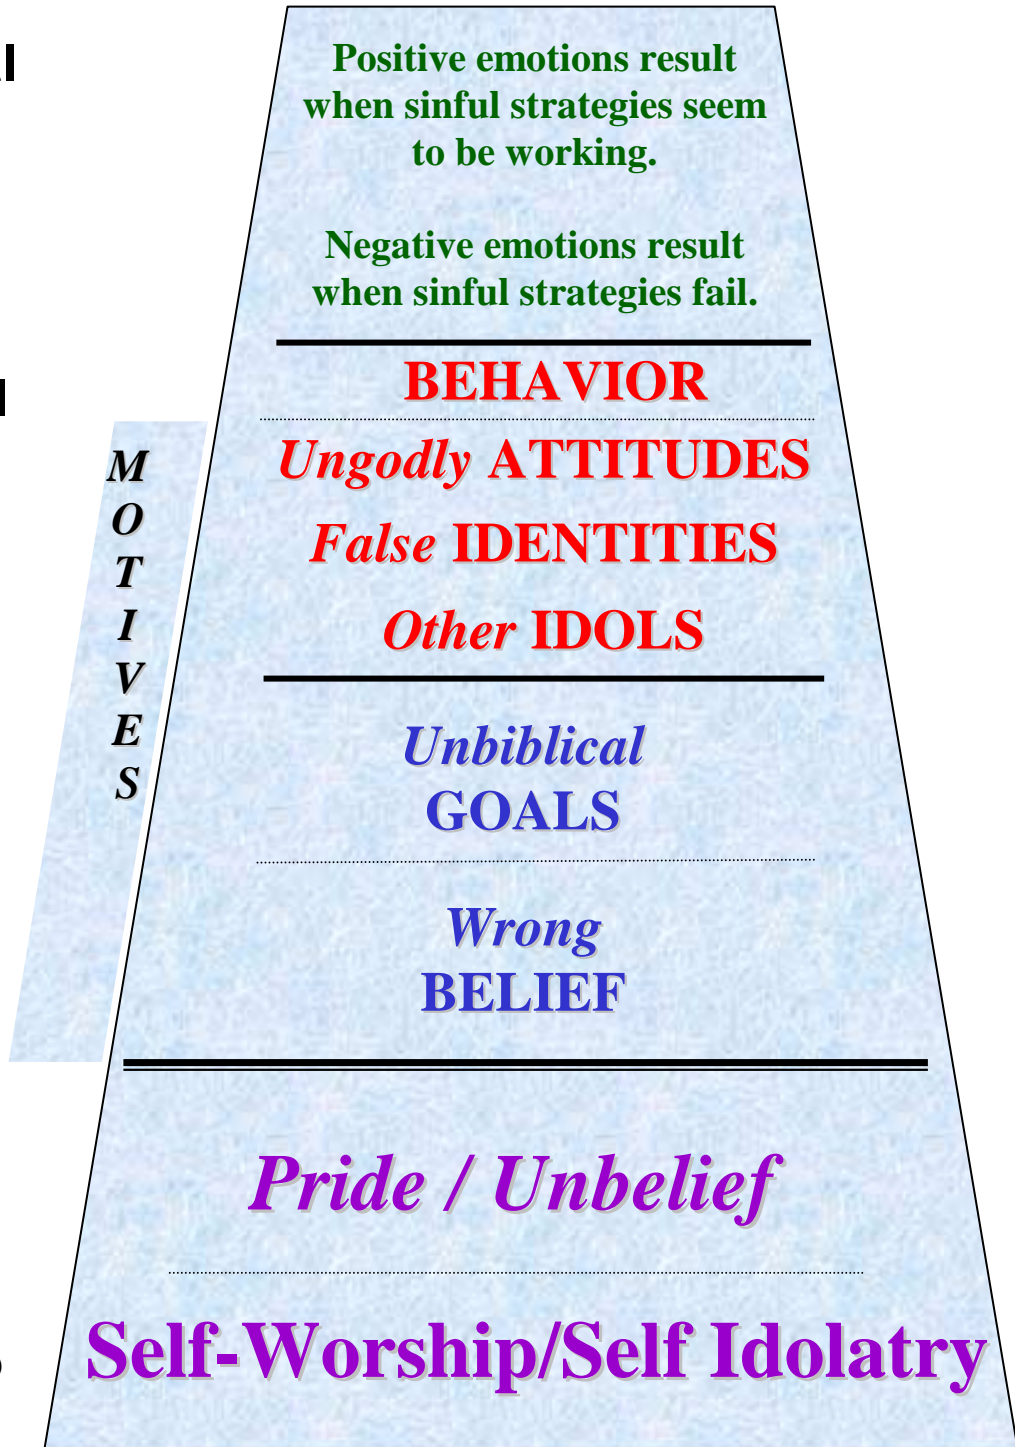 Positive emotions result
when sinful strategies seem
to be working.
Negative emotions result
when sinful strategies fail.
BEHAVIOR
Ungodly ATTITUDES
False IDENTITIES
Other IDOLS
M
O
T
I
V
E
S
Unbiblical
GOALS
Wrong
BELIEF
Pride / Unbelief
Self-Worship/Self Idolatry